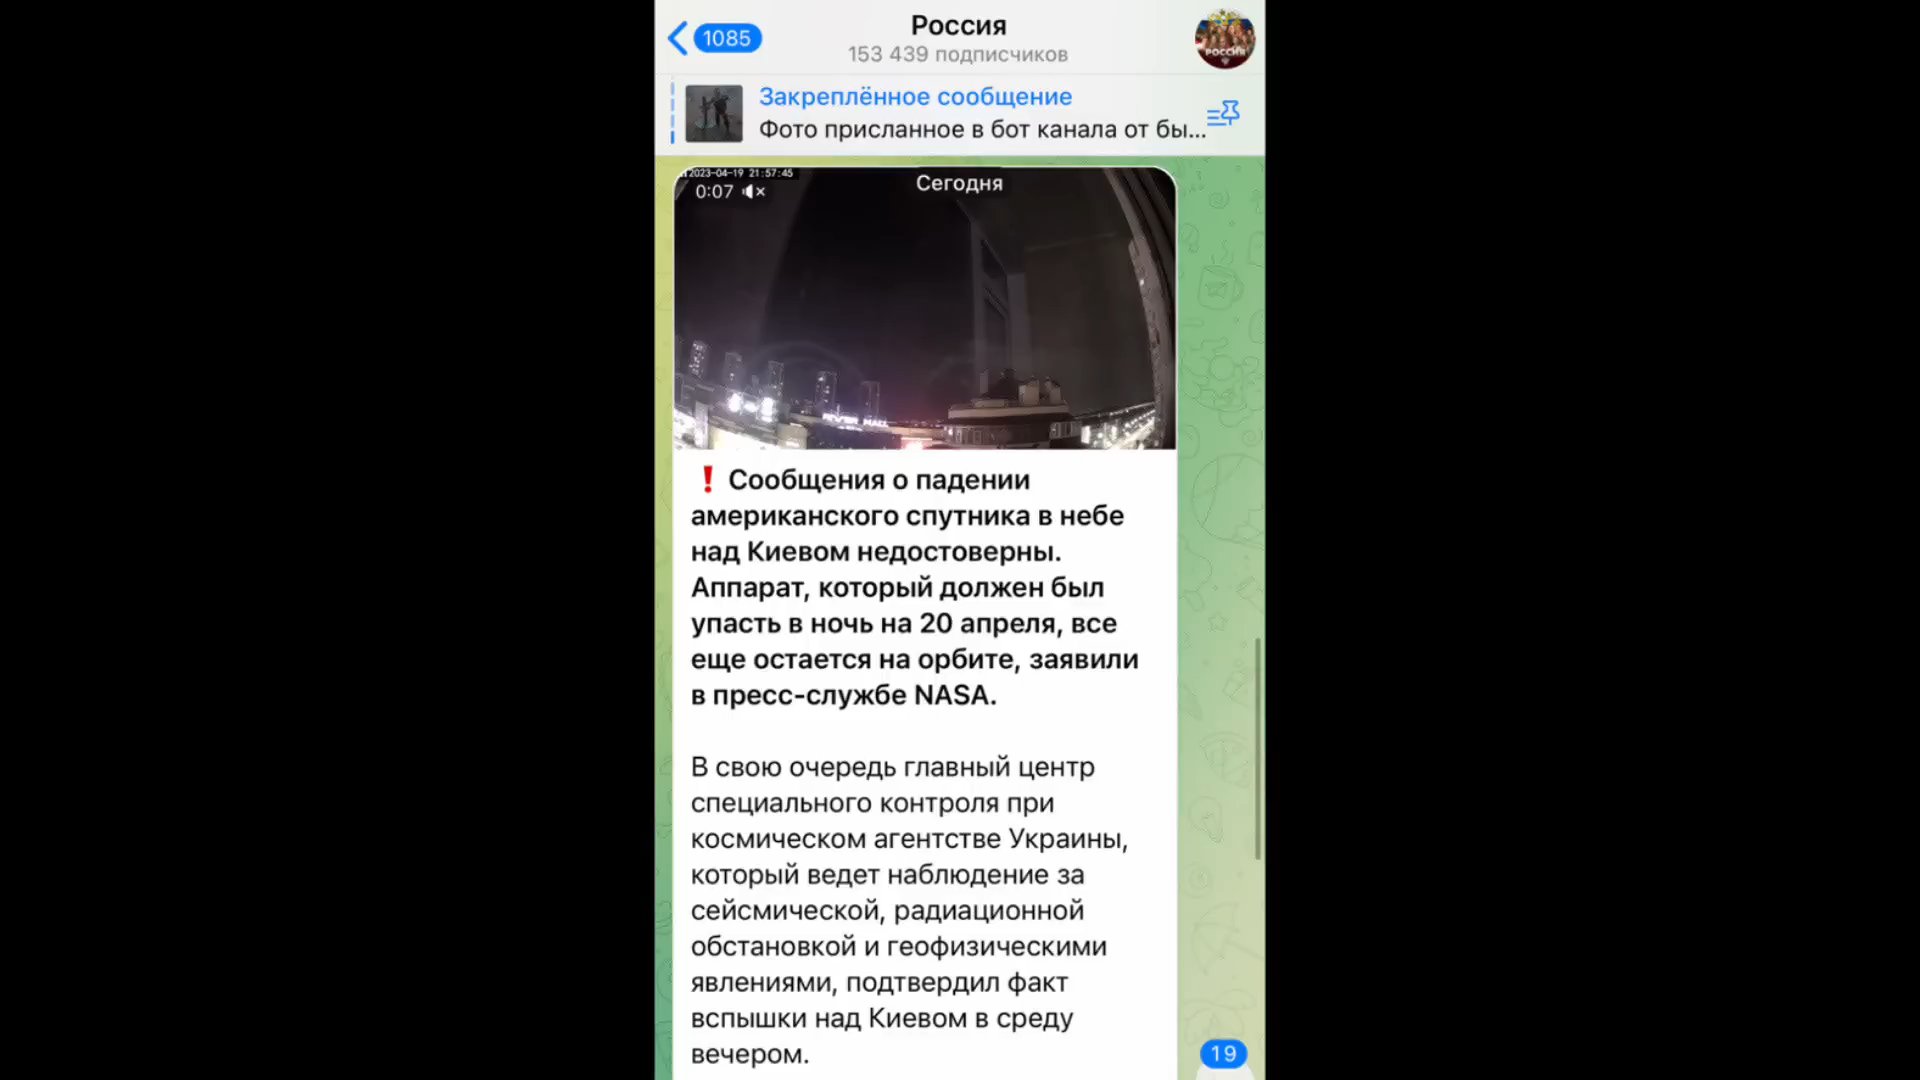 1085
Россия
153 439 подписчиков
РОССИЯ
Закреплённое сообщение
Фото присланное в бот канала от бы...
2023-04-19 21:57:45
0:07
Сегодня
RIVER MALL
❗ Сообщения о падении
американского спутника в небе
над Киевом недостоверны.
Аппарат, который должен был
упасть в ночь на 20 апреля, все
еще остается на орбите, заявили
в пресс-службе NASA.
В свою очередь главный центр
специального контроля при
космическом агентстве Украины,
который ведет наблюдение за
сейсмической, радиационной
обстановкой и геофизическими
явлениями, подтвердил факт
вспышки над Киевом в среду
вечером.
19